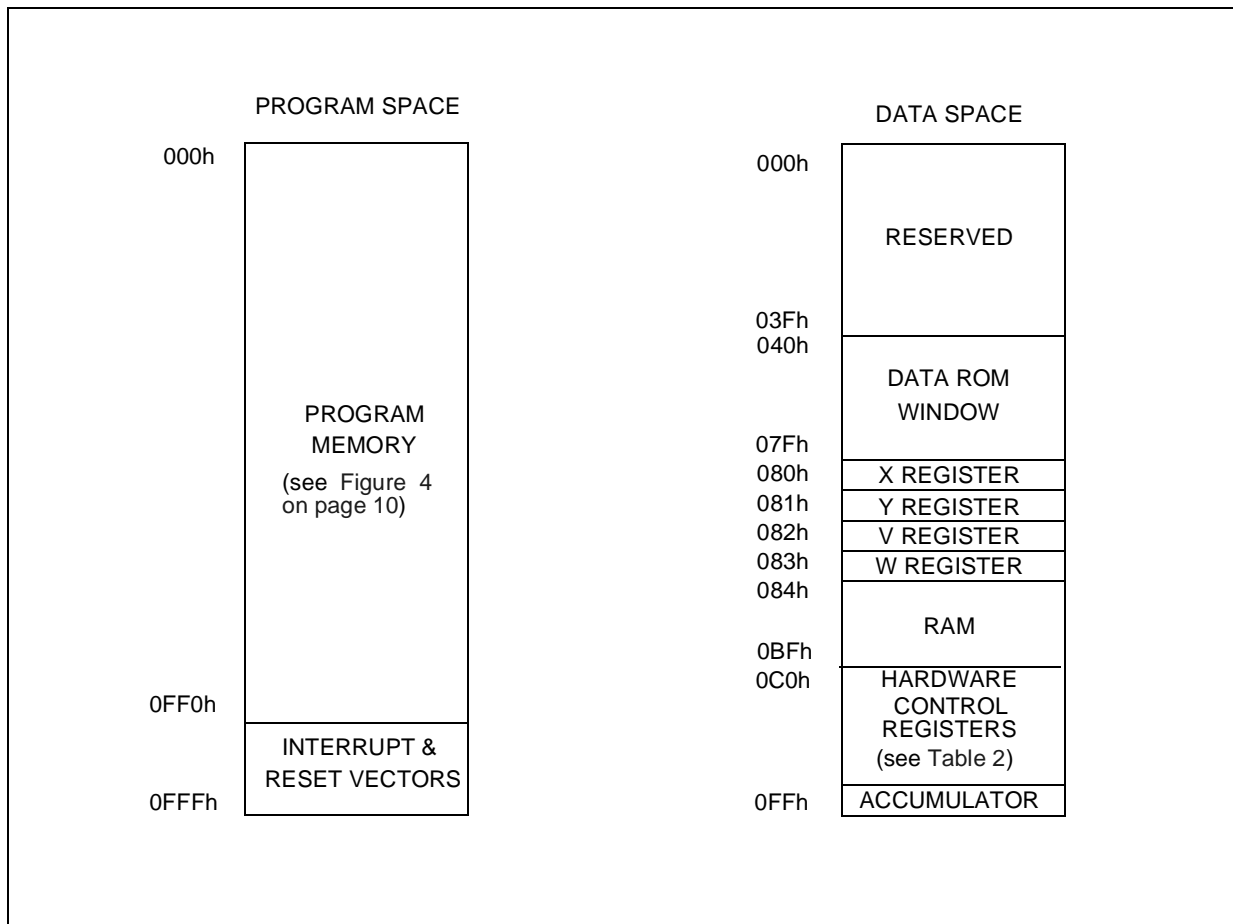 PROGRAM SPACE
000h
PROGRAM
MEMORY
(see Figure 4
on page 10)
0FF0h
INTERRUPT &
RESET VECTORS
0FFFh
DATA SPACE
000h
RESERVED
03Fh
040h
DATA ROM
WINDOW
07Fh
080h X REGISTER
081h Y REGISTER
082h V REGISTER
083h W REGISTER
084h
RAM
0BFh
0C0h HARDWARE
CONTROL
REGISTERS
(see Table 2)
0FFh ACCUMULATOR